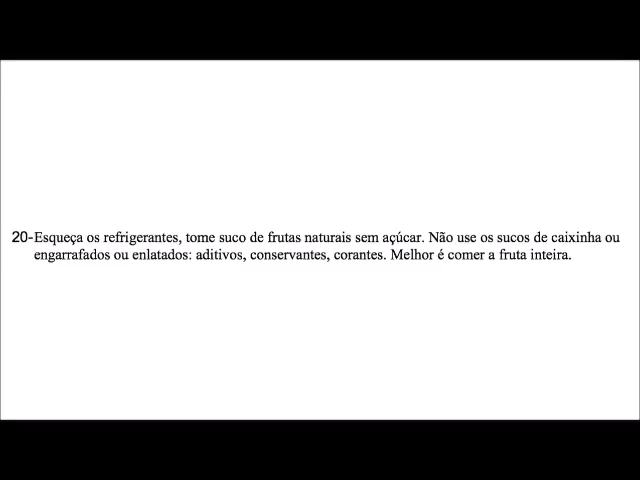 20-Esqueça os refrigerantes, tome suco de frutas naturais sem açúcar. Não use os sucos de caixinha ou
engarrafados ou enlatados: aditivos, conservantes, corantes. Melhor é comer a fruta inteira.